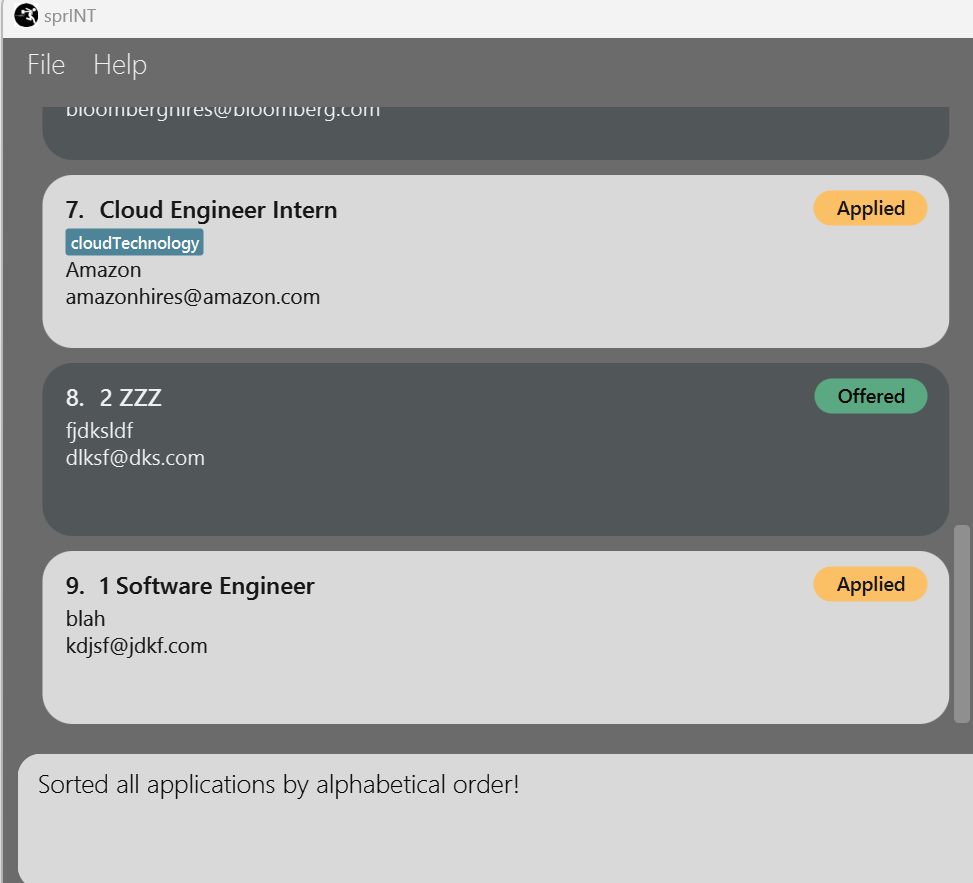 sprINT
File Help
bloomberghires@bloomberg.com
7. Cloud Engineer Intern
Applied
cloudTechnology
Amazon
amazonhires@amazon.com
8. 2 ZZZ
Offered
fjdksldf
dlksf@dks.com
9. 1 Software Engineer
Applied
blah
kdjsf@jdkf.com
Sorted all applications by alphabetical order!